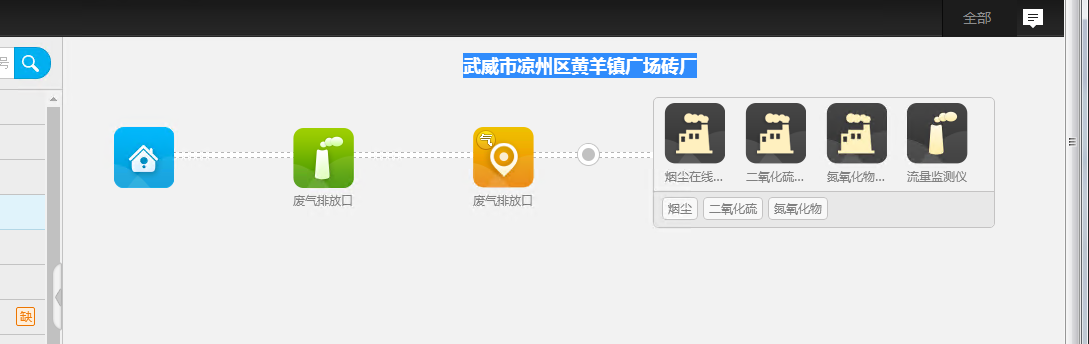 全部
号
武威市凉州区黄羊镇广场砖厂
气
废气排放口
废气排放口
烟尘在线...
二氧化硫...
氮氧化物...
流量监测仪
烟尘
二氧化硫
氮氧化物
缺